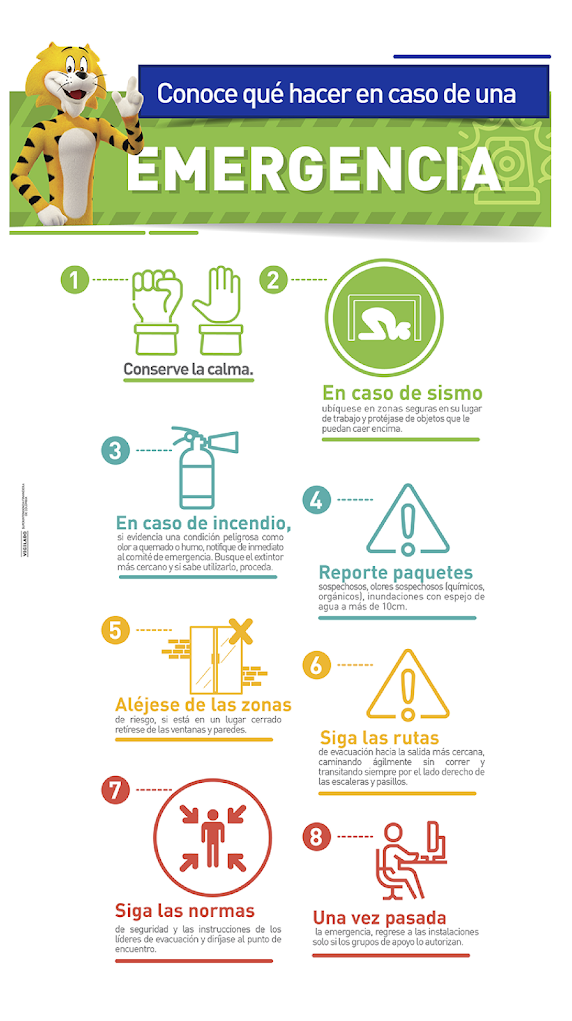 Conoce qué hacer en caso de una
EMERGENCIA
1
Conserve la calma.
2
En caso de sismo
ubíquese en zonas seguras en su lugar
de trabajo y protéjase de objetos que le
puedan caer encima.
3
En caso de incendio,
si evidencia una condición peligrosa como
olor a quemado o humo, notifique de inmediato
al comité de emergencia. Busque el extintor
más cercano y si sabe utilizarlo, proceda.
4
Reporte paquetes
sospechosos, olores sospechosos (químicos,
orgánicos), inundaciones con espejo de
agua a más de 10cm.
5
Aléjese de las zonas
de riesgo, si está en un lugar cerrado
retírese de las ventanas y paredes.
6
Siga las rutas
de evacuación hacia la salida más cercana,
caminando ágilmente sin correr y
transitando siempre por el lado derecho de
las escaleras y pasillos.
7
Siga las normas
de seguridad y las instrucciones de los
líderes de evacuación y diríjase al punto de
encuentro.
8
Una vez pasada
la emergencia, regrese a las instalaciones
solo si los grupos de apoyo lo autorizan.
VIGILADO